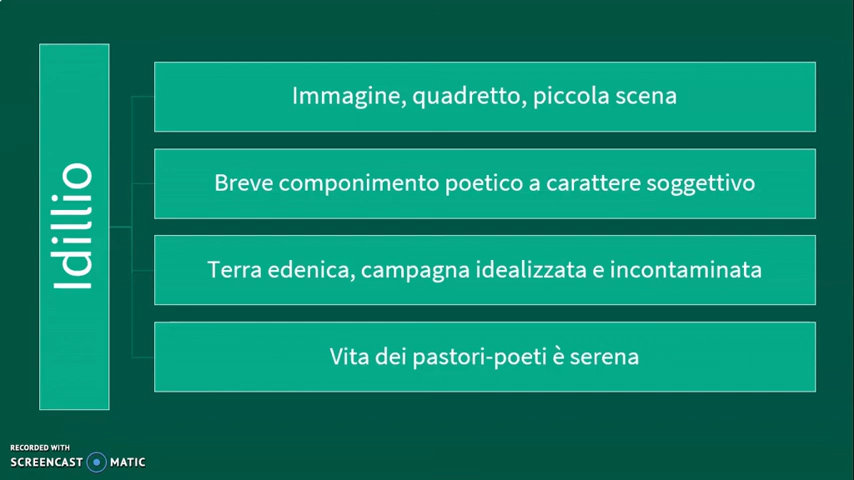 Idillio
Immagine, quadretto, piccola scena
Breve componimento poetico a carattere soggettivo
Terra edenica, campagna idealizzata e incontaminata
Vita dei pastori-poeti è serena
RECORDED WITH
SCREENCAST MATIC